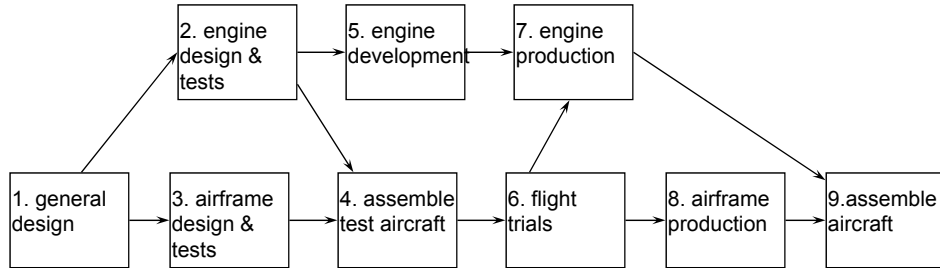 2. engine
design &
tests
5. engine
development
7. engine
production
1. general
design
3. airframe
design &
tests
4. assemble
test aircraft
6. flight
trials
8. airframe
production
9.assemble
aircraft